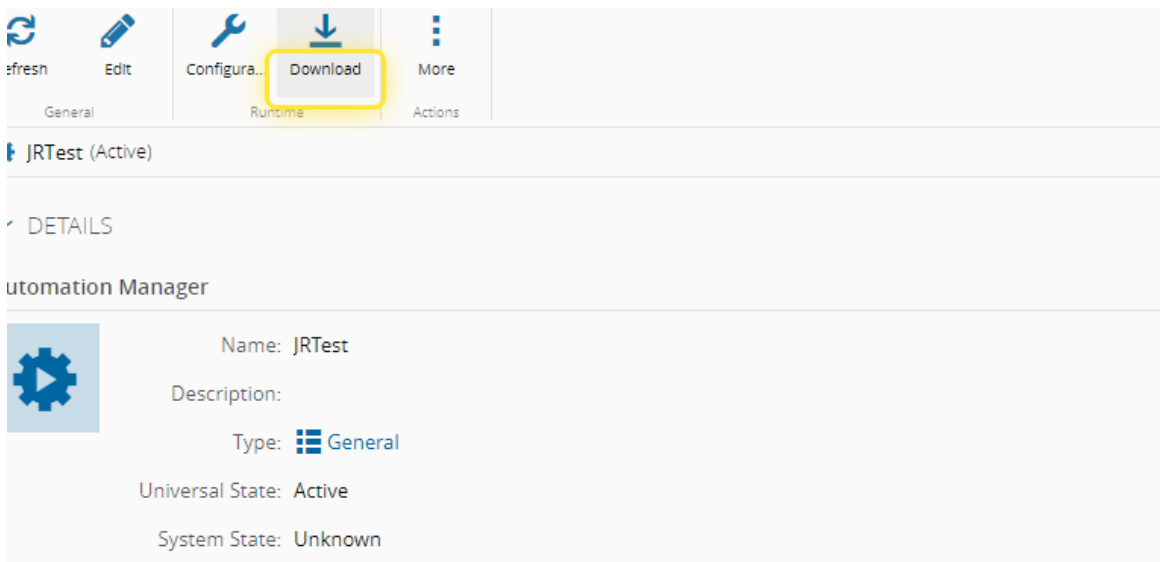 efresh Edit Configura... Download More
General Runtime Actions
JRTest (Active)
DETAILS
utomation Manager
Name: JRTest
Description:
Type: General
Universal State: Active
System State: Unknown